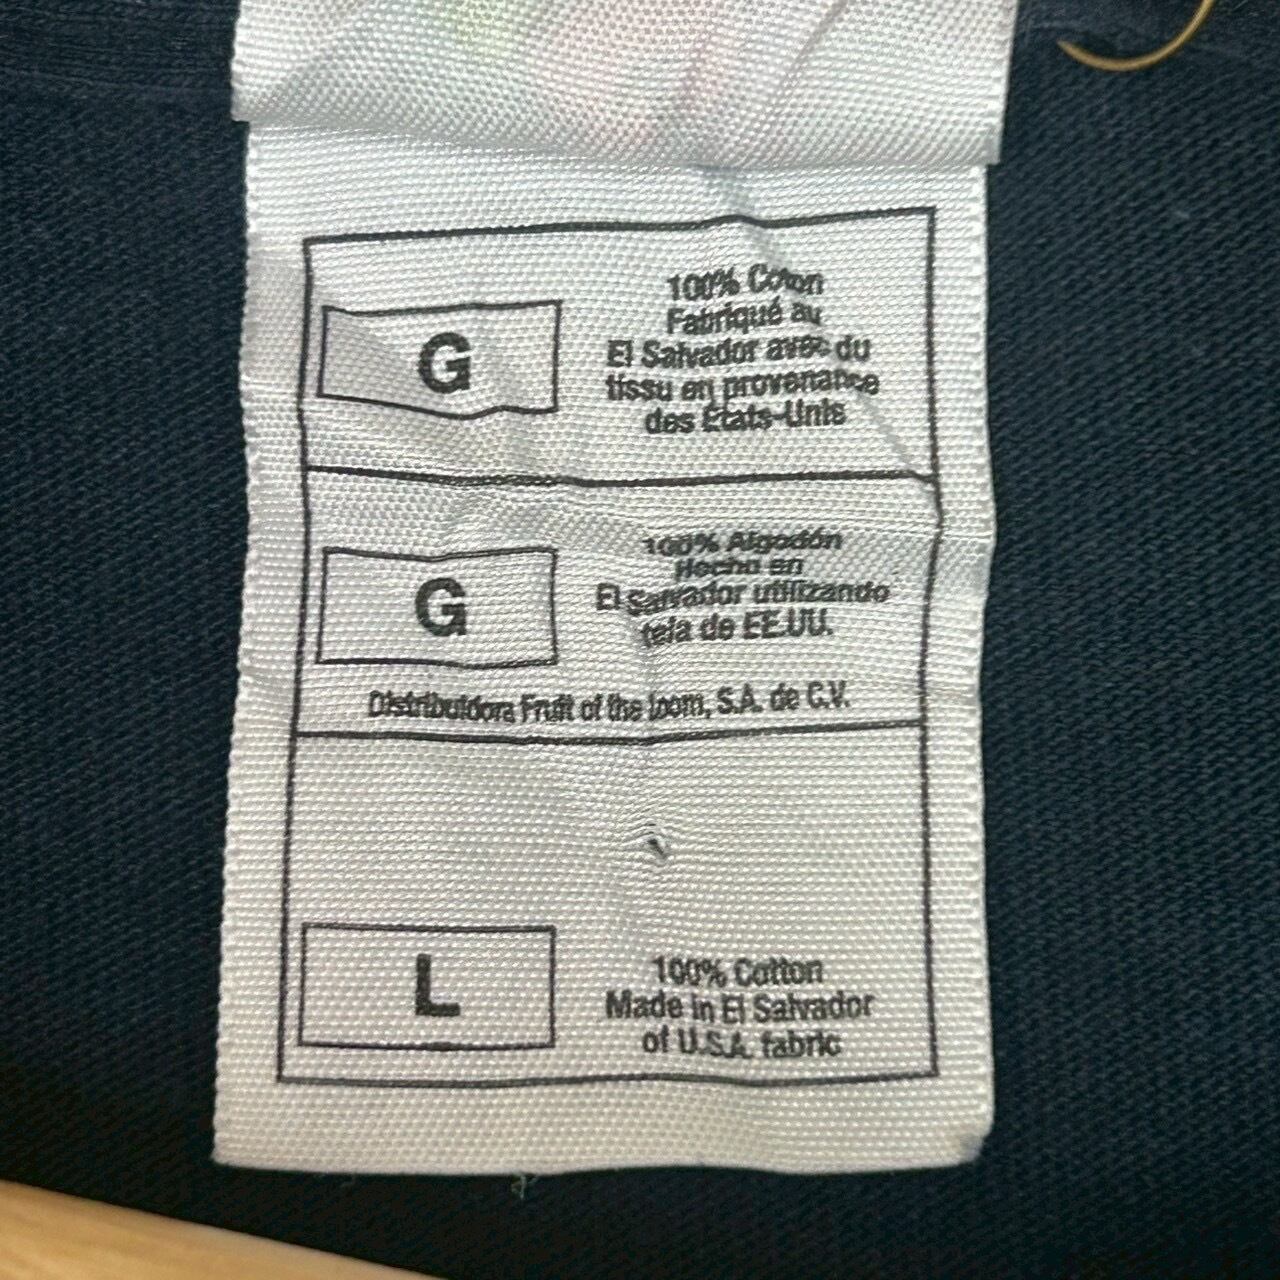 G
100% Coton
Fabriqué au
El Salvador avec du
tissu en provenance
des États-Unis
G
100% Algodón
Hecho en
El Salvador utilizando
tela de EE.UU.
Distribuidora Fruit of the Loom, S.A. de C.V.
L
100% Cotton
Made in El Salvador
of U.S.A. fabric